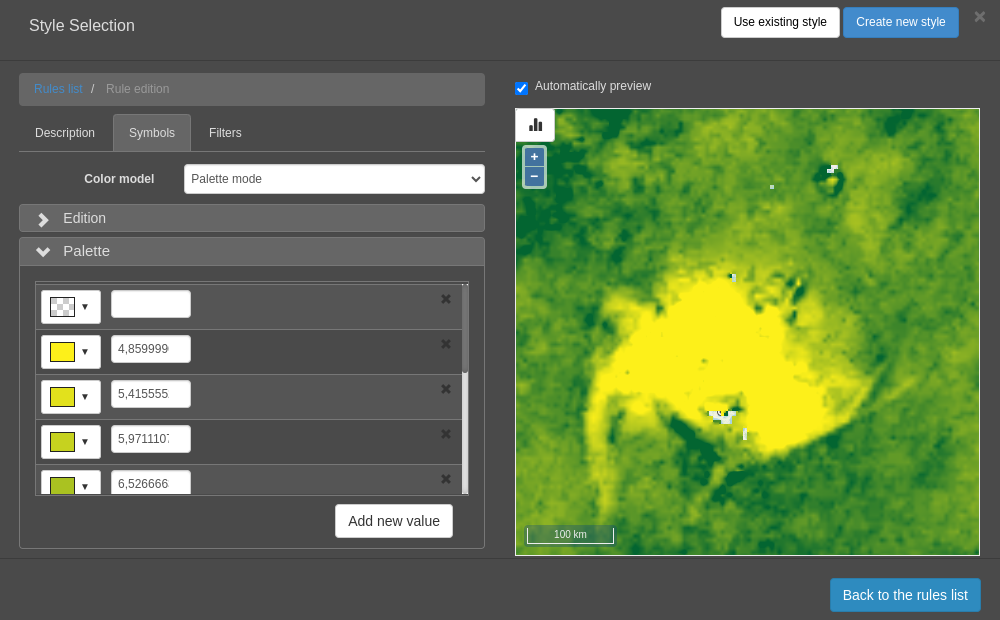 Style Selection
Use existing style
Create new style
Rules list / Rule edition
Automatically preview
Description
Symbols
Filters
Color model
Palette mode
Edition
Palette
4,859999
5,415555
5,971110
6,526666
Add new value
+
−
100 km
Back to the rules list